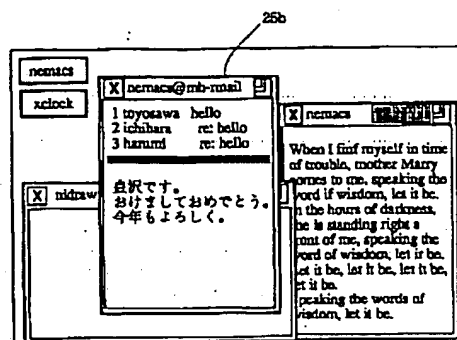 25b
nemacs
xclock
X nemacs@mb-rmail
1 toyosawa hello
2 ichihara re: hello
3 harumi re: hello
沢です。
おけましておめでとう。
今年もよろしく。
X nidraw
X nemacs
When I finf myself in time
of trouble, mother Marry
comes to me, speaking the
word if wisdom, let it be.
n the hours of darkness,
he is standing right a
ront of me, speaking the
word of wisdom, let it be.
et it be, let it be, let it be,
et it be.
peaking the words of
wisdom, let it be.